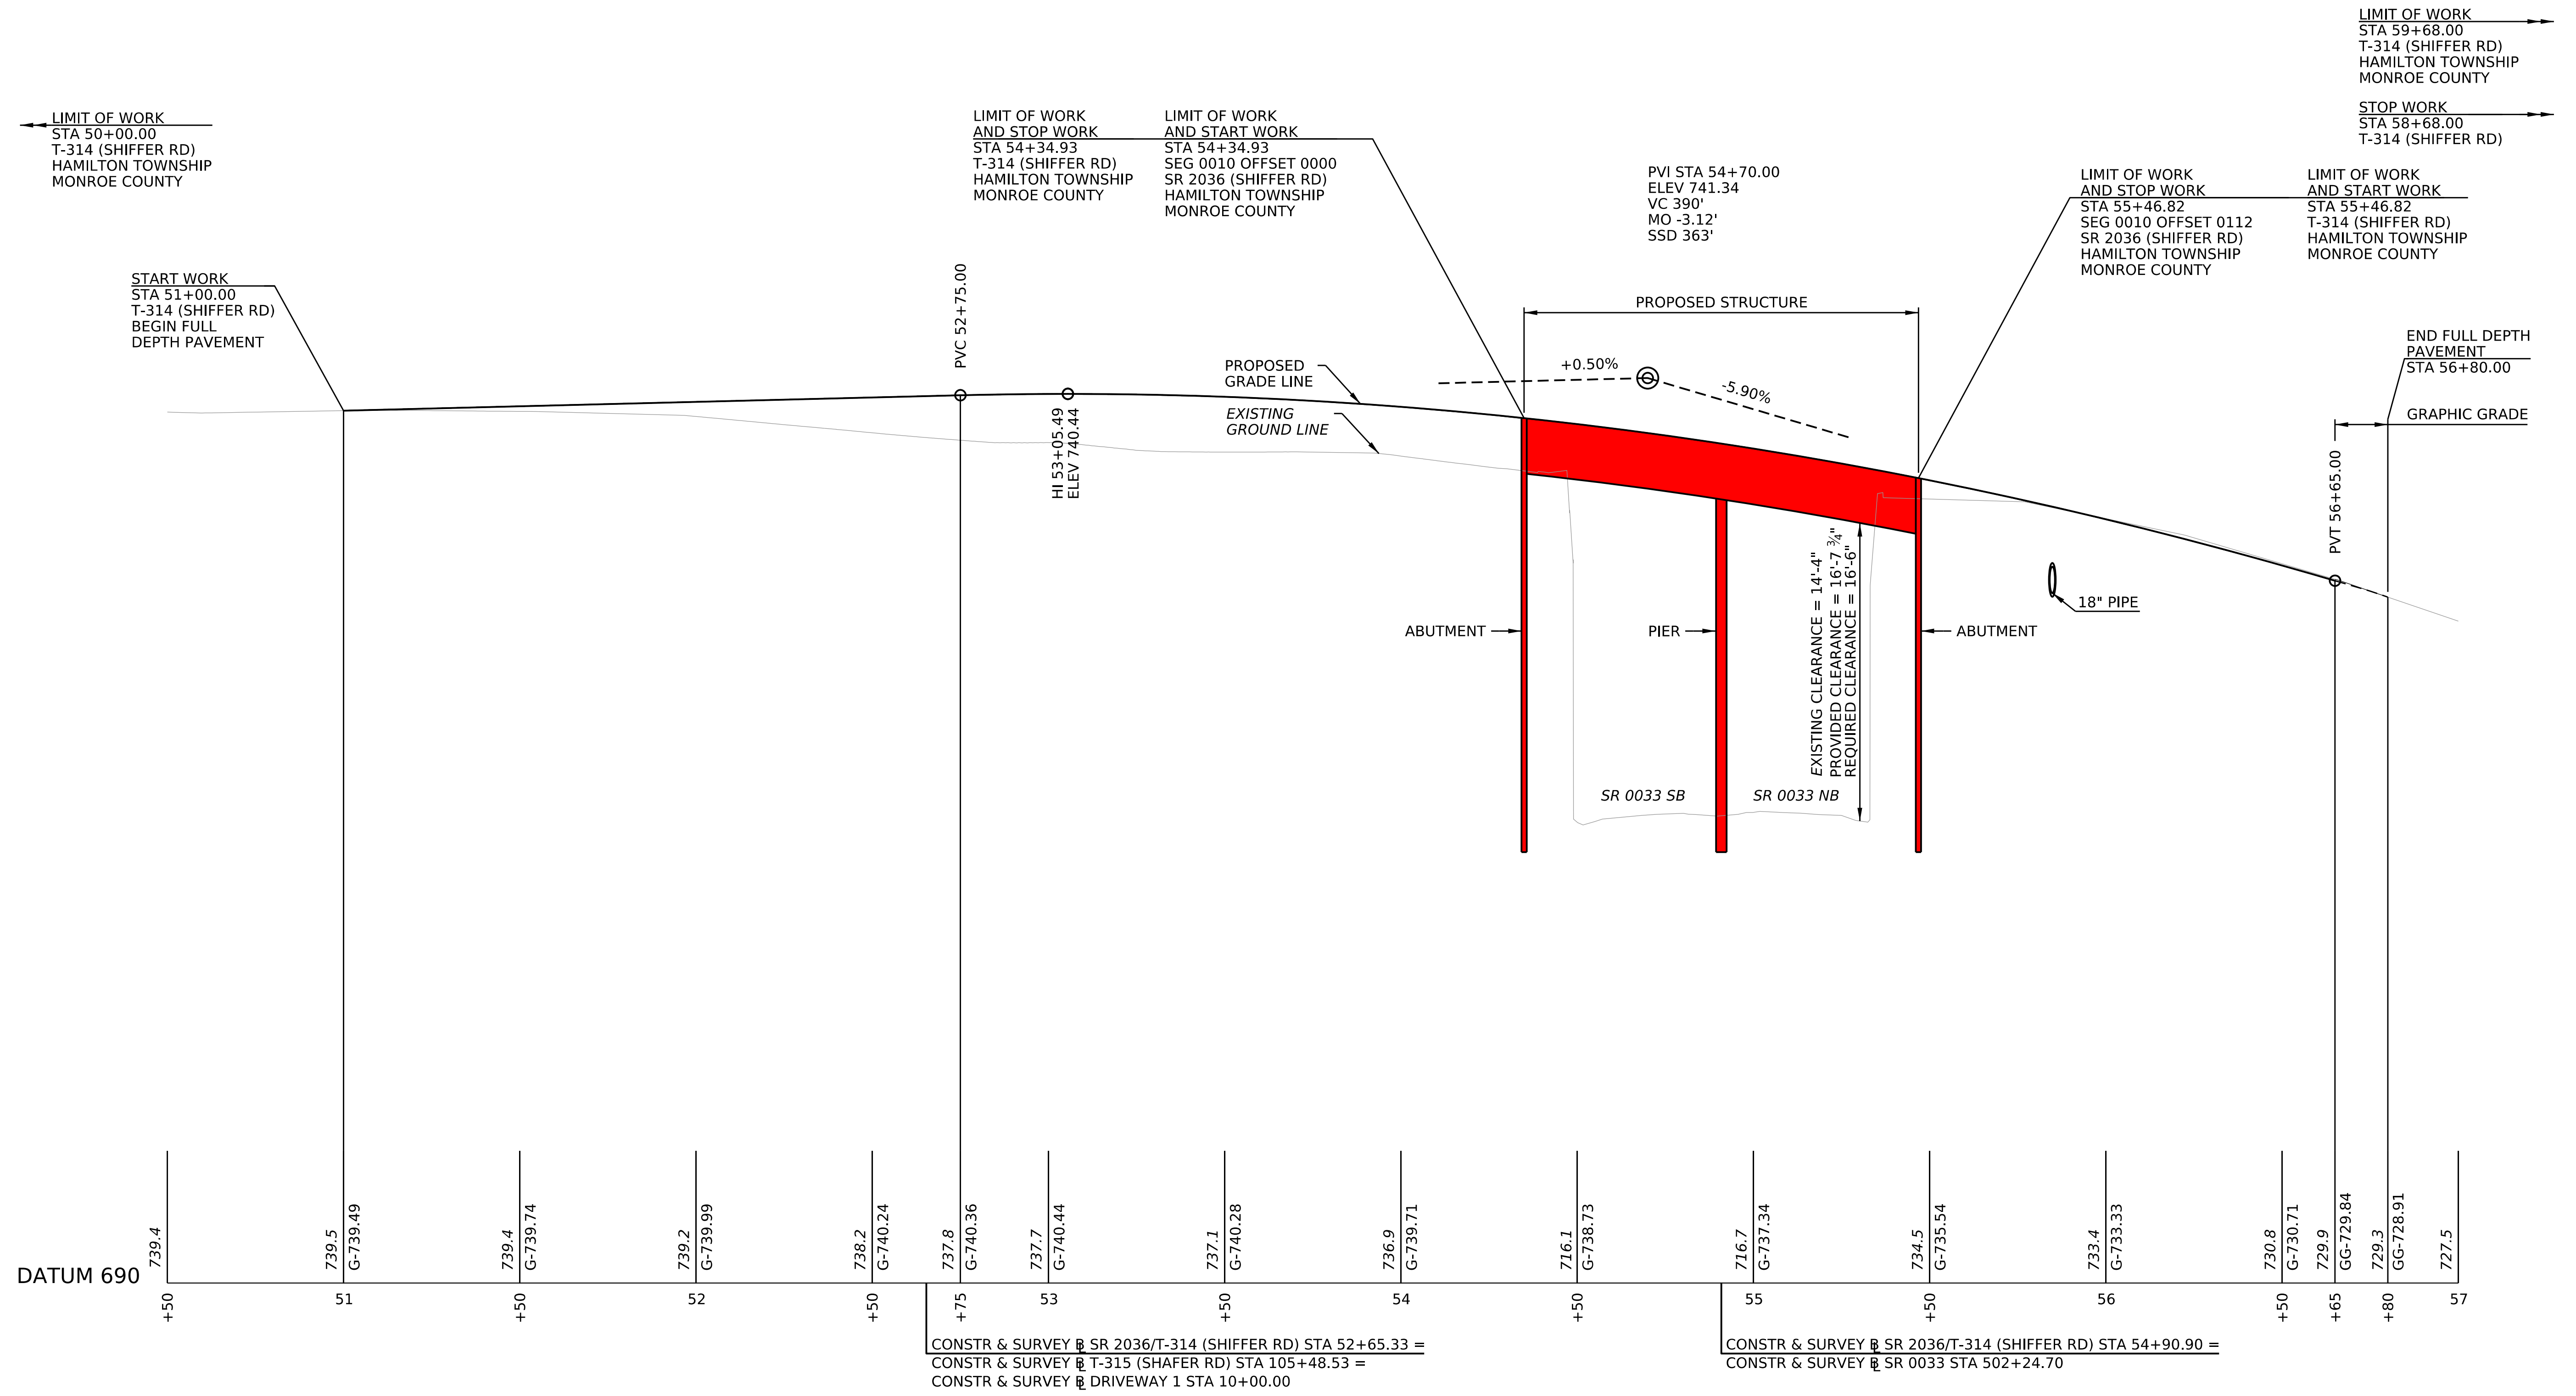 LIMIT OF WORK
STA 59+68.00
T-314 (SHIFFER RD)
HAMILTON TOWNSHIP
MONROE COUNTY
STOP WORK
STA 58+68.00
T-314 (SHIFFER RD)
LIMIT OF WORK
STA 50+00.00
T-314 (SHIFFER RD)
HAMILTON TOWNSHIP
MONROE COUNTY
LIMIT OF WORK
AND STOP WORK
STA 54+34.93
T-314 (SHIFFER RD)
HAMILTON TOWNSHIP
MONROE COUNTY
LIMIT OF WORK
AND START WORK
STA 54+34.93
SEG 0010 OFFSET 0000
SR 2036 (SHIFFER RD)
HAMILTON TOWNSHIP
MONROE COUNTY
PVI STA 54+70.00
ELEV 741.34
VC 390'
MO -3.12'
SSD 363'
LIMIT OF WORK
AND STOP WORK
STA 55+46.82
SEG 0010 OFFSET 0112
SR 2036 (SHIFFER RD)
HAMILTON TOWNSHIP
MONROE COUNTY
LIMIT OF WORK
AND START WORK
STA 55+46.82
T-314 (SHIFFER RD)
HAMILTON TOWNSHIP
MONROE COUNTY
START WORK
STA 51+00.00
T-314 (SHIFFER RD)
BEGIN FULL
DEPTH PAVEMENT
PVC 52+75.00
HI 53+05.49
ELEV 740.44
PROPOSED
GRADE LINE
EXISTING
GROUND LINE
PROPOSED STRUCTURE
+0.50%
-5.90%
END FULL DEPTH
PAVEMENT
STA 56+80.00
GRAPHIC GRADE
PVT 56+65.00
EXISTING CLEARANCE = 14'-4"
PROVIDED CLEARANCE = 16'-7 ¾"
REQUIRED CLEARANCE = 16'-6"
18" PIPE
ABUTMENT
PIER
ABUTMENT
SR 0033 SB
SR 0033 NB
739.4
739.5
G-739.49
739.4
G-739.74
739.2
G-739.99
738.2
G-740.24
737.8
G-740.36
737.7
G-740.44
737.1
G-740.28
736.9
G-739.71
716.1
G-738.73
716.7
G-737.34
734.5
G-735.54
733.4
G-733.33
730.8
G-730.71
729.9
GG-729.84
729.3
GG-728.91
727.5
DATUM 690
+50
51
+50
52
+50
+75
53
+50
54
+50
55
+50
56
+50
+65
+80
57
CONSTR & SURVEY BL SR 2036/T-314 (SHIFFER RD) STA 52+65.33 =
CONSTR & SURVEY BL T-315 (SHAFER RD) STA 105+48.53 =
CONSTR & SURVEY BL DRIVEWAY 1 STA 10+00.00
CONSTR & SURVEY BL SR 2036/T-314 (SHIFFER RD) STA 54+90.90 =
CONSTR & SURVEY BL SR 0033 STA 502+24.70